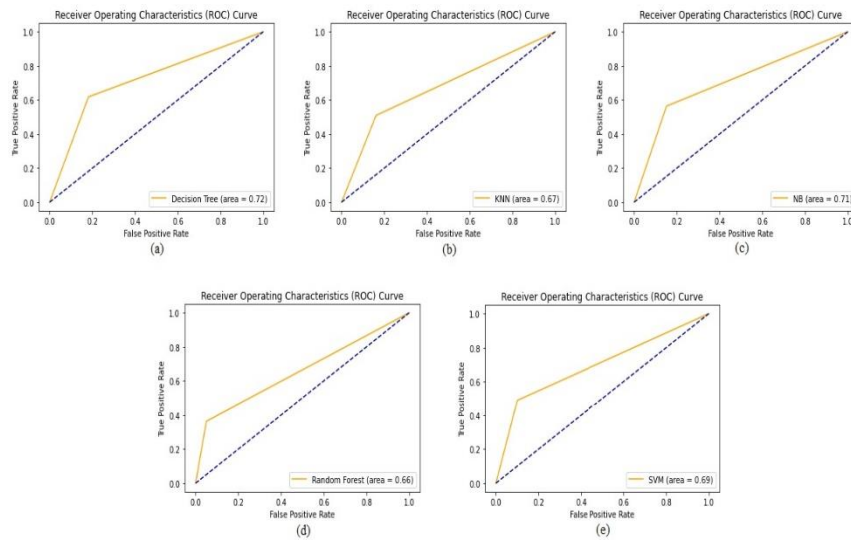 Receiver Operating Characteristics (ROC) Curve
True Positive Rate
1.0
0.8
0.6
0.4
0.2
0.0
Decision Tree (area = 0.72)
0.0 0.2 0.4 0.6 0.8 1.0
False Positive Rate
(a)
Receiver Operating Characteristics (ROC) Curve
True Positive Rate
1.0
0.8
0.6
0.4
0.2
0.0
KNN (area = 0.67)
0.0 0.2 0.4 0.6 0.8 1.0
False Positive Rate
(b)
Receiver Operating Characteristics (ROC) Curve
True Positive Rate
1.0
0.8
0.6
0.4
0.2
0.0
NB (area = 0.71)
0.0 0.2 0.4 0.6 0.8 1.0
False Positive Rate
(c)
Receiver Operating Characteristics (ROC) Curve
True Positive Rate
1.0
0.8
0.6
0.4
0.2
0.0
Random Forest (area = 0.66)
0.0 0.2 0.4 0.6 0.8 1.0
False Positive Rate
(d)
Receiver Operating Characteristics (ROC) Curve
True Positive Rate
1.0
0.8
0.6
0.4
0.2
0.0
SVM (area = 0.69)
0.0 0.2 0.4 0.6 0.8 1.0
False Positive Rate
(e)